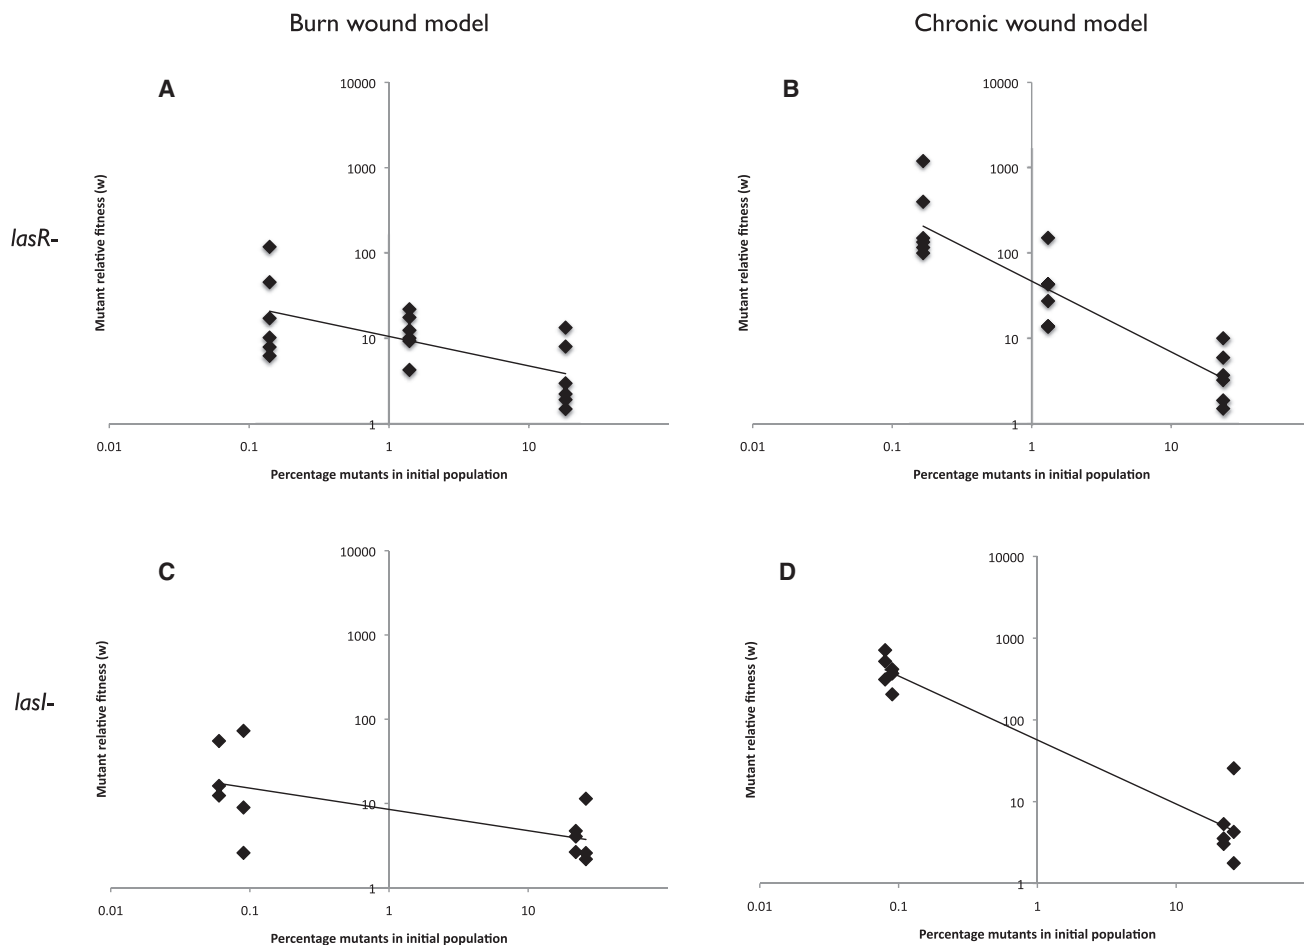 Burn wound model
Chronic wound model
lasR-
A
10000
1000
100
10
1
0.01
0.1
1
10
Mutant relative fitness (w)
Percentage mutants in initial population
B
10000
1000
100
10
1
0.01
0.1
1
10
Mutant relative fitness (w)
Percentage mutants in initial population
lasI-
C
10000
1000
100
10
1
0.01
0.1
1
10
Mutant relative fitness (w)
Percentage mutants in initial population
D
10000
1000
100
10
1
0.01
0.1
1
10
Mutant relative fitness (w)
Percentage mutants in initial population